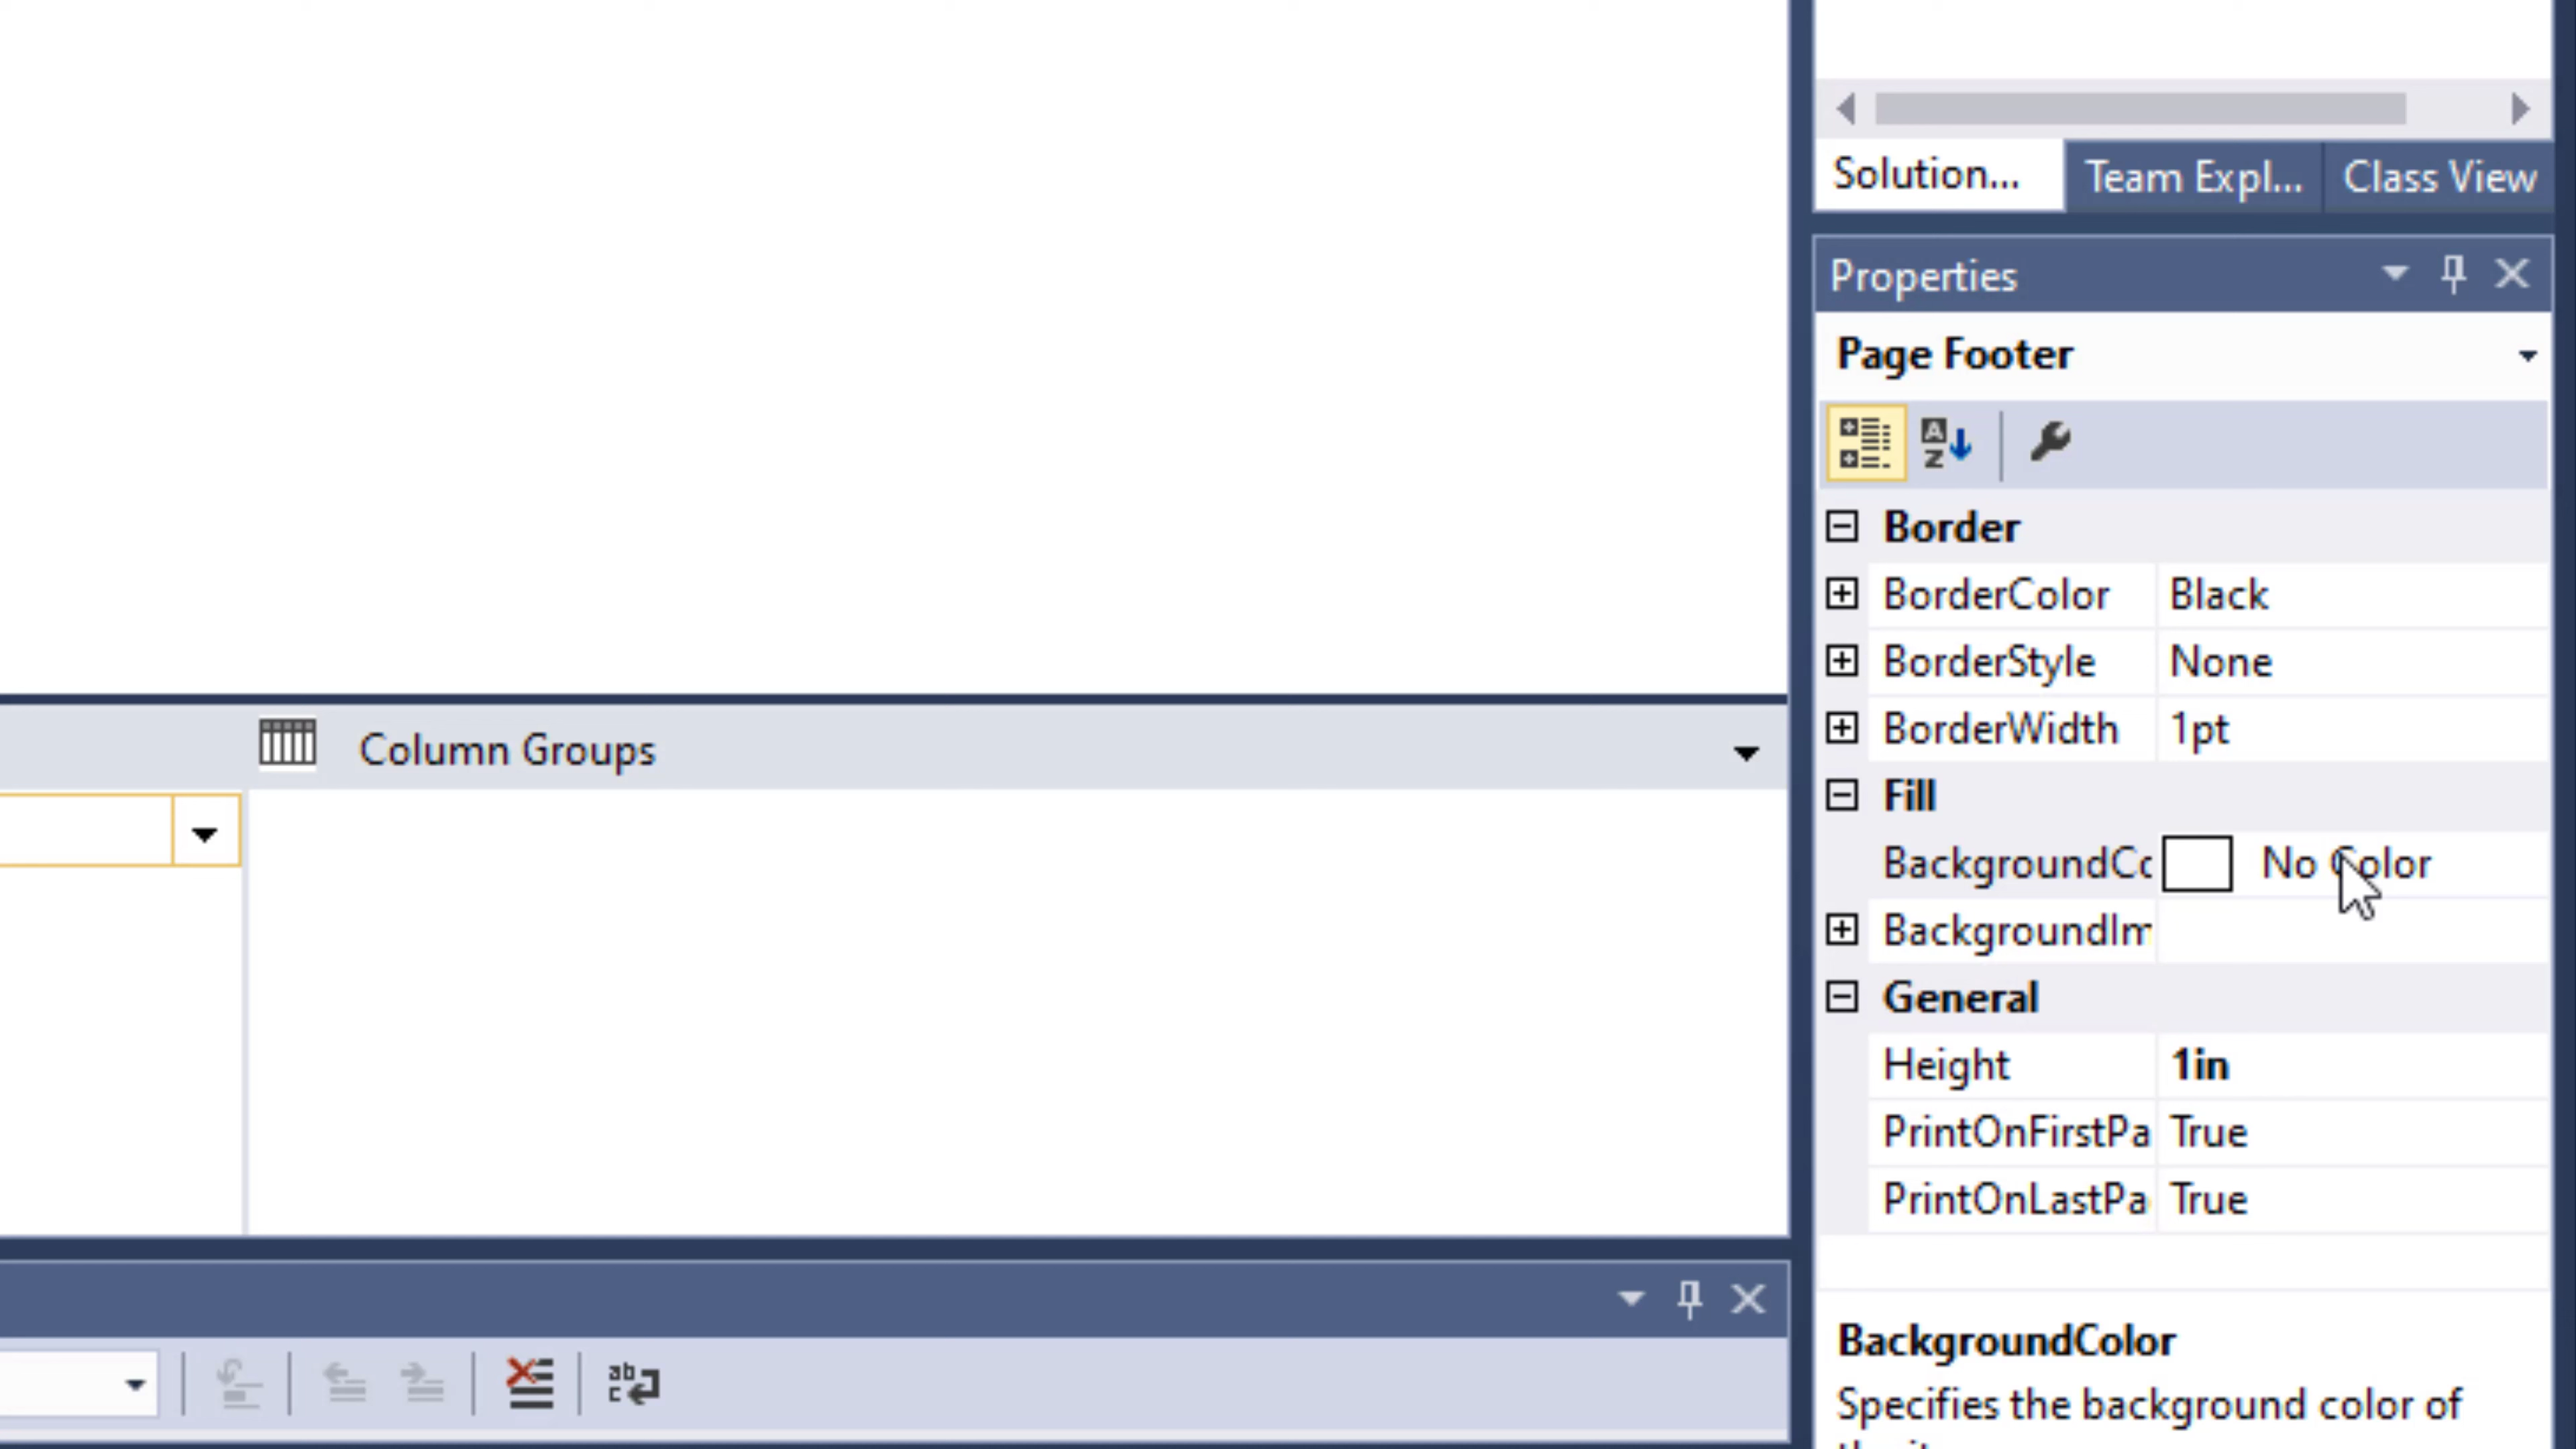 Solution...
Team Expl...
Class View
Properties
Page Footer
Border
BorderColor Black
BorderStyle None
BorderWidth 1pt
Fill
BackgroundCo No Color
BackgroundIm
General
Height 1in
PrintOnFirstPa True
PrintOnLastPa True
BackgroundColor
Specifies the background color of
Column Groups